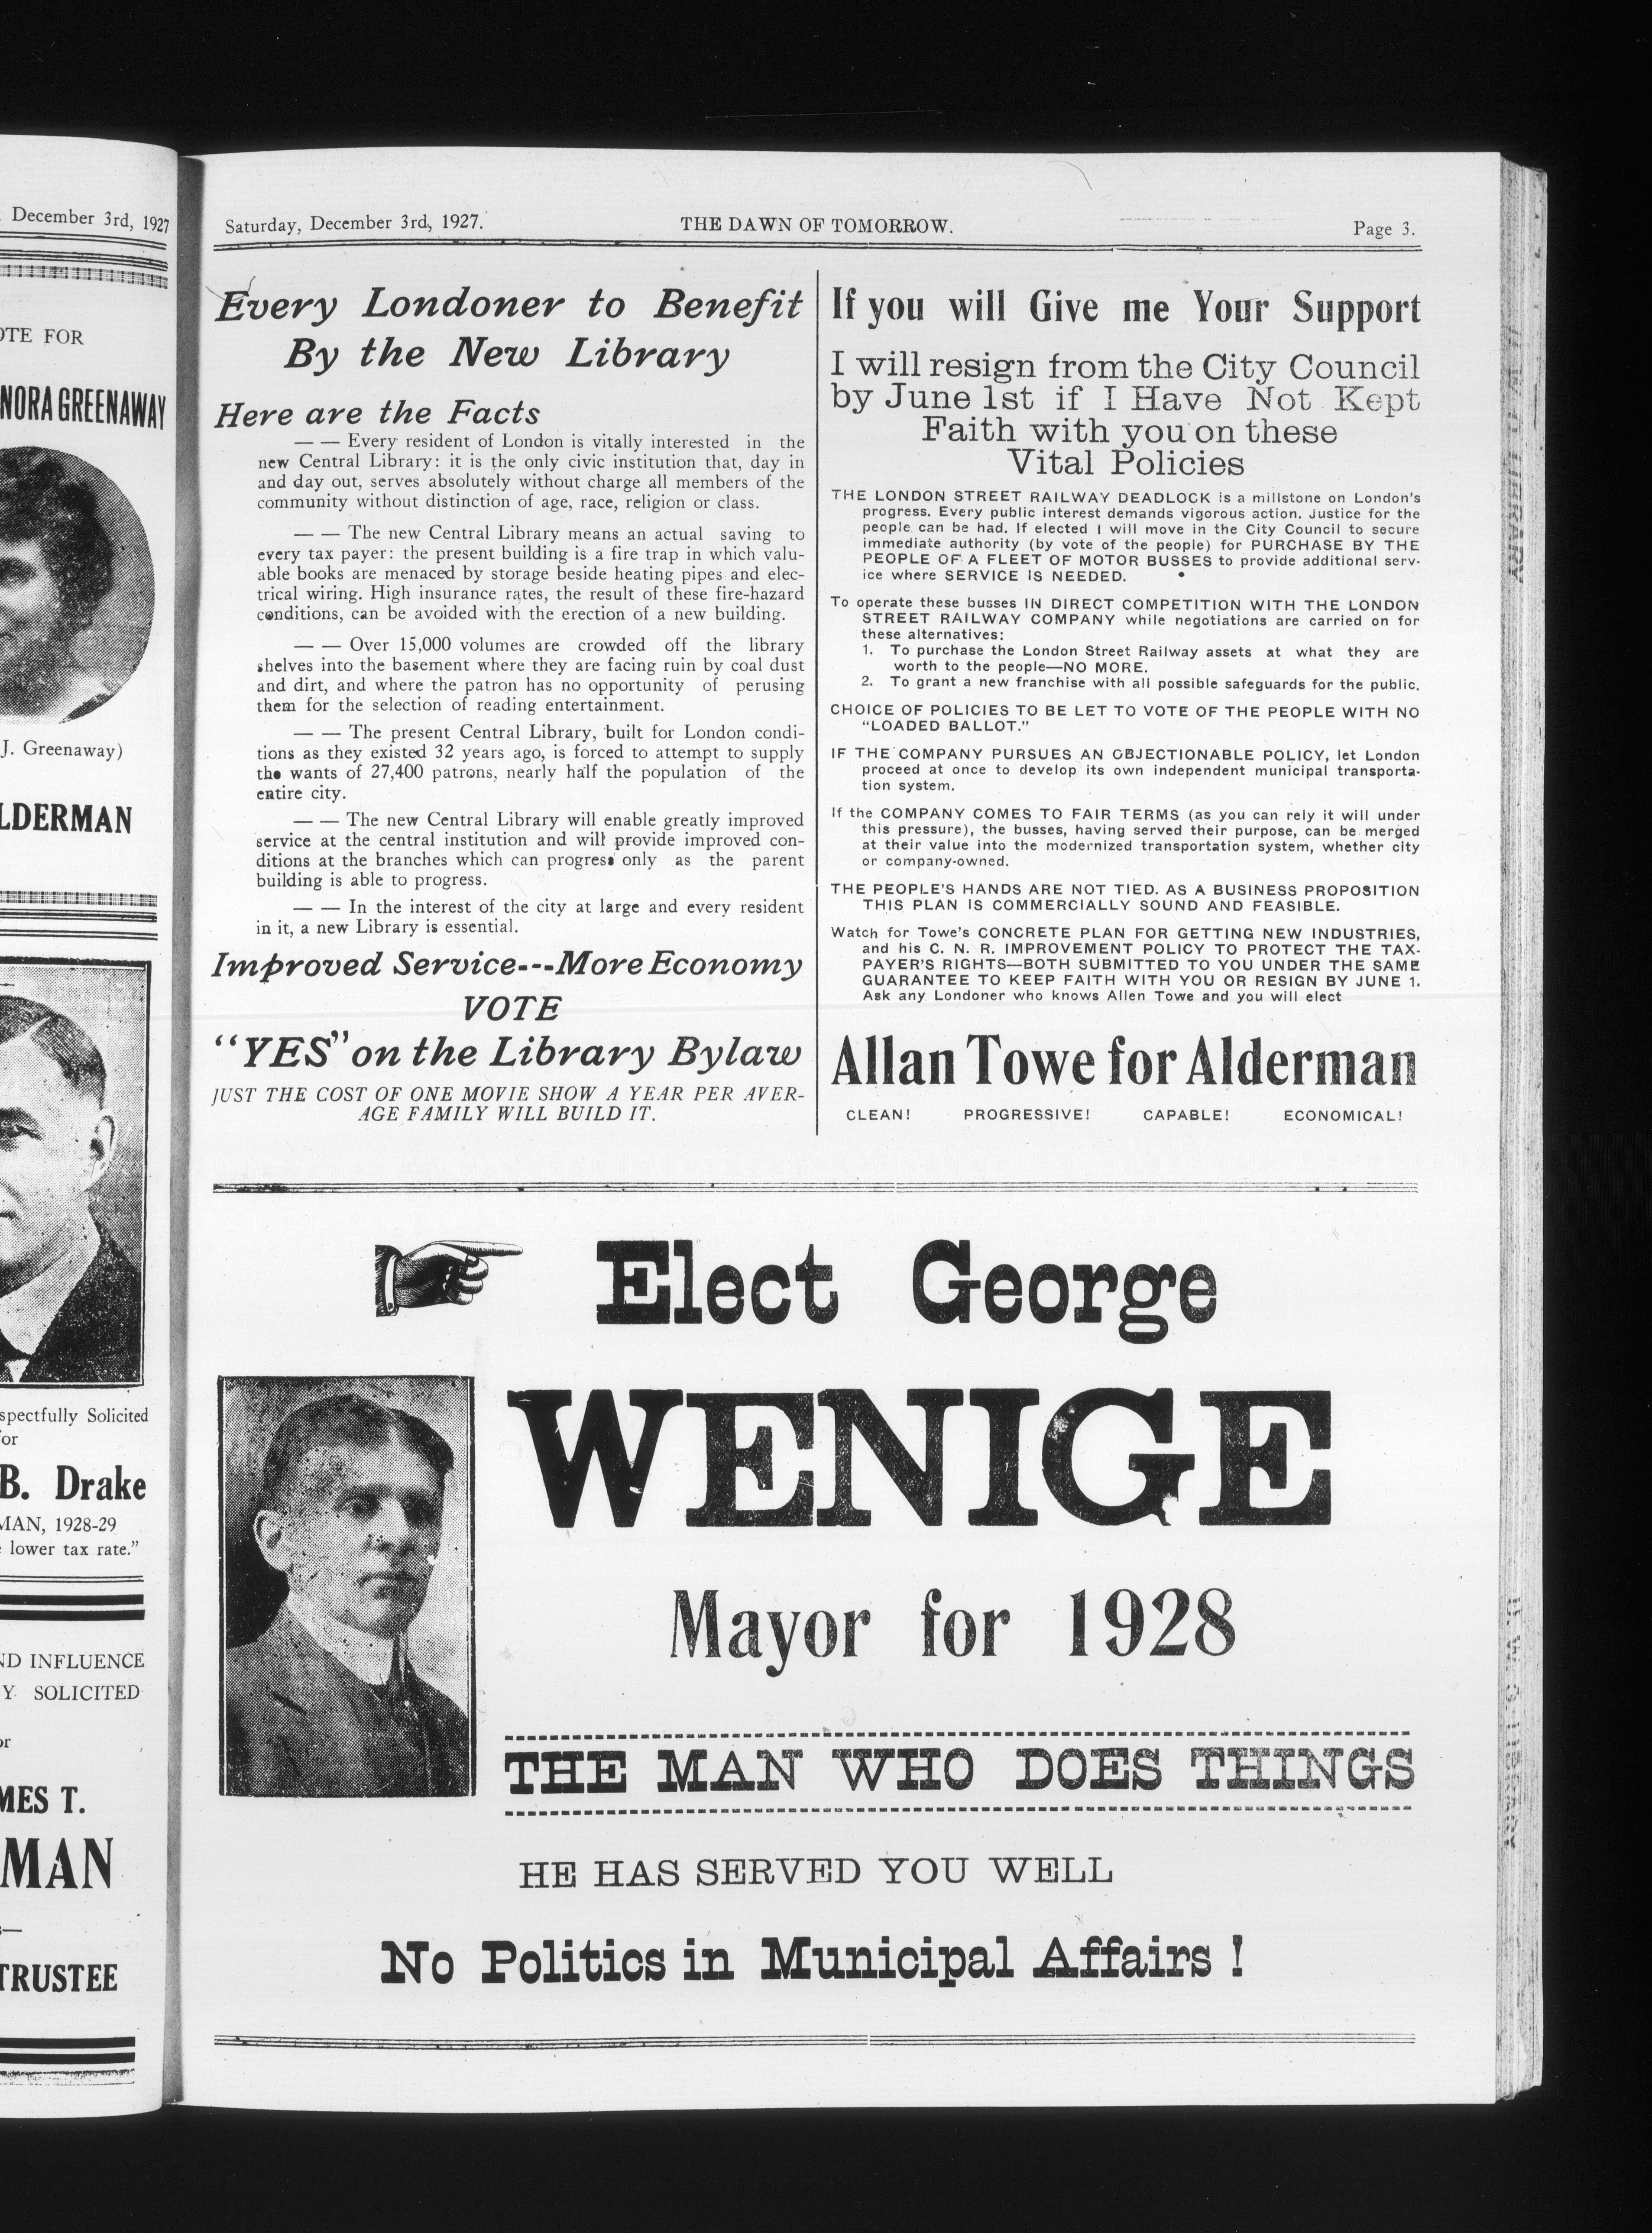 December 3rd, 1927
OTE FOR
NORA GREENAWAY
J. Greenaway)
LDERMAN
spectfully Solicited
for
B. Drake
MAN, 1928-29
lower tax rate.”
ND INFLUENCE
Y SOLICITED
or
MES T.
MAN
TRUSTEE
Saturday, December 3rd, 1927.
THE DAWN OF TOMORROW.
Page 3.
Every Londoner to Benefit
By the New Library
Here are the Facts
— — Every resident of London is vitally interested in the
new Central Library: it is the only civic institution that, day in
and day out, serves absolutely without charge all members of the
community without distinction of age, race, religion or class.
— — The new Central Library means an actual saving to
every tax payer: the present building is a fire trap in which valu-
able books are menaced by storage beside heating pipes and elec-
trical wiring. High insurance rates, the result of these fire-hazard
conditions, can be avoided with the erection of a new building.
— — Over 15,000 volumes are crowded off the library
shelves into the basement where they are facing ruin by coal dust
and dirt, and where the patron has no opportunity of perusing
them for the selection of reading entertainment.
— — The present Central Library, built for London condi-
tions as they existed 32 years ago, is forced to attempt to supply
the wants of 27,400 patrons, nearly half the population of the
entire city.
— — The new Central Library will enable greatly improved
service at the central institution and will provide improved con-
ditions at the branches which can progress only as the parent
building is able to progress.
— — In the interest of the city at large and every resident
in it, a new Library is essential.
Improved Service---More Economy
VOTE
“YES” on the Library Bylaw
JUST THE COST OF ONE MOVIE SHOW A YEAR PER AVER-
AGE FAMILY WILL BUILD IT.
If you will Give me Your Support
I will resign from the City Council
by June 1st if I Have Not Kept
Faith with you on these
Vital Policies
THE LONDON STREET RAILWAY DEADLOCK is a millstone on London's
progress. Every public interest demands vigorous action. Justice for the
people can be had. If elected I will move in the City Council to secure
immediate authority (by vote of the people) for PURCHASE BY THE
PEOPLE OF A FLEET OF MOTOR BUSSES to provide additional serv-
ice where SERVICE IS NEEDED.
To operate these busses IN DIRECT COMPETITION WITH THE LONDON
STREET RAILWAY COMPANY while negotiations are carried on for
these alternatives:
1. To purchase the London Street Railway assets at what they are
worth to the people—NO MORE.
2. To grant a new franchise with all possible safeguards for the public.
CHOICE OF POLICIES TO BE LET TO VOTE OF THE PEOPLE WITH NO
“LOADED BALLOT.”
IF THE COMPANY PURSUES AN OBJECTIONABLE POLICY, let London
proceed at once to develop its own independent municipal transporta-
tion system.
If the COMPANY COMES TO FAIR TERMS (as you can rely it will under
this pressure), the busses, having served their purpose, can be merged
at their value into the modernized transportation system, whether city
or company-owned.
THE PEOPLE'S HANDS ARE NOT TIED. AS A BUSINESS PROPOSITION
THIS PLAN IS COMMERCIALLY SOUND AND FEASIBLE.
Watch for Towe's CONCRETE PLAN FOR GETTING NEW INDUSTRIES,
and his C. N. R. IMPROVEMENT POLICY TO PROTECT THE TAX-
PAYER'S RIGHTS—BOTH SUBMITTED TO YOU UNDER THE SAME
GUARANTEE TO KEEP FAITH WITH YOU OR RESIGN BY JUNE 1.
Ask any Londoner who knows Allen Towe and you will elect
Allan Towe for Alderman
CLEAN! PROGRESSIVE! CAPABLE! ECONOMICAL!
Elect George
WENIGE
Mayor for 1928
THE MAN WHO DOES THINGS
HE HAS SERVED YOU WELL
No Politics in Municipal Affairs !